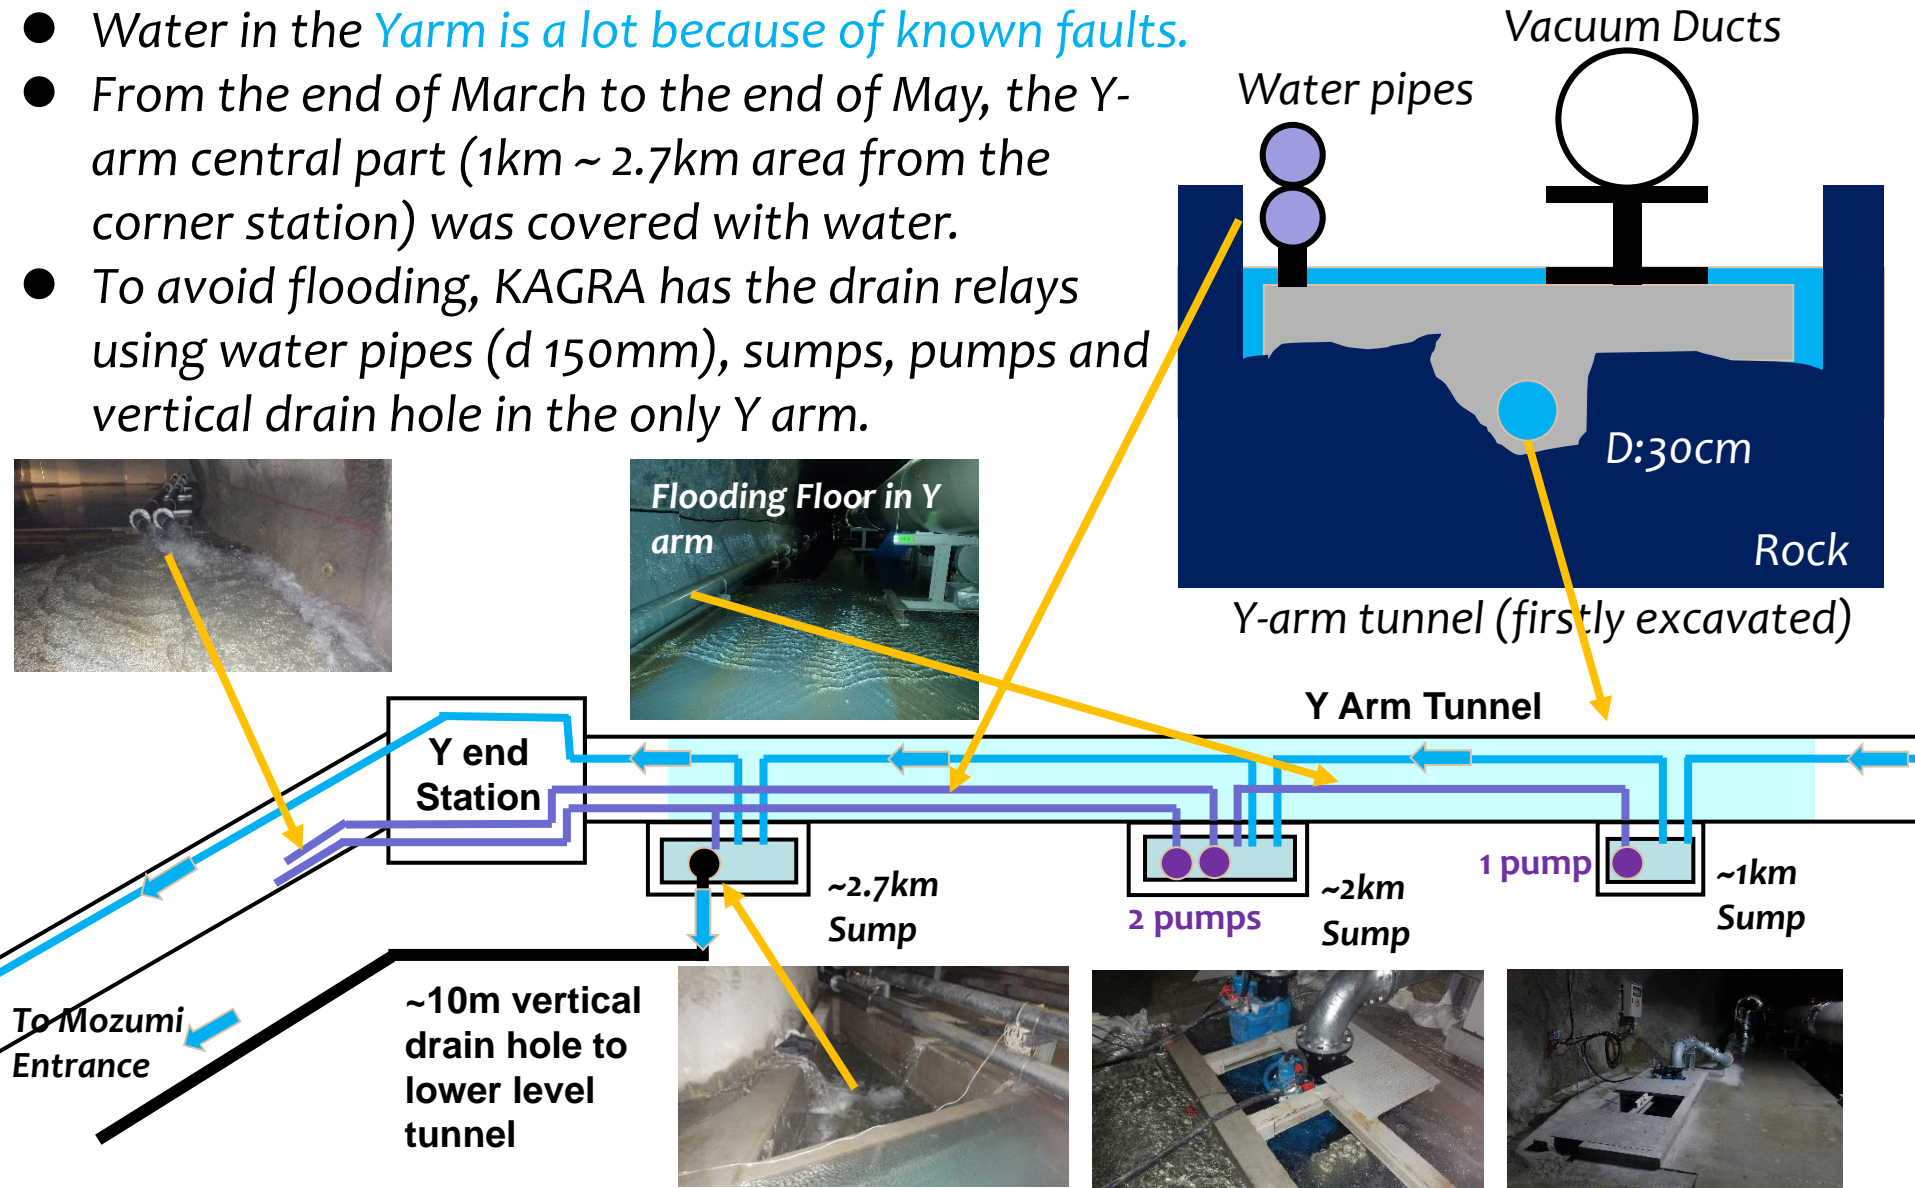 Water in the Yarm is a lot because of known faults.
From the end of March to the end of May, the Y-
arm central part (1km ~ 2.7km area from the
corner station) was covered with water.
To avoid flooding, KAGRA has the drain relays
using water pipes (d 150mm), sumps, pumps and
vertical drain hole in the only Y arm.
Vacuum Ducts
Water pipes
D:30cm
Rock
Y-arm tunnel (firstly excavated)
Flooding Floor in Y
arm
Y Arm Tunnel
Y end
Station
~2.7km
Sump
2 pumps
~2km
Sump
1 pump
~1km
Sump
To Mozumi
Entrance
~10m vertical
drain hole to
lower level
tunnel